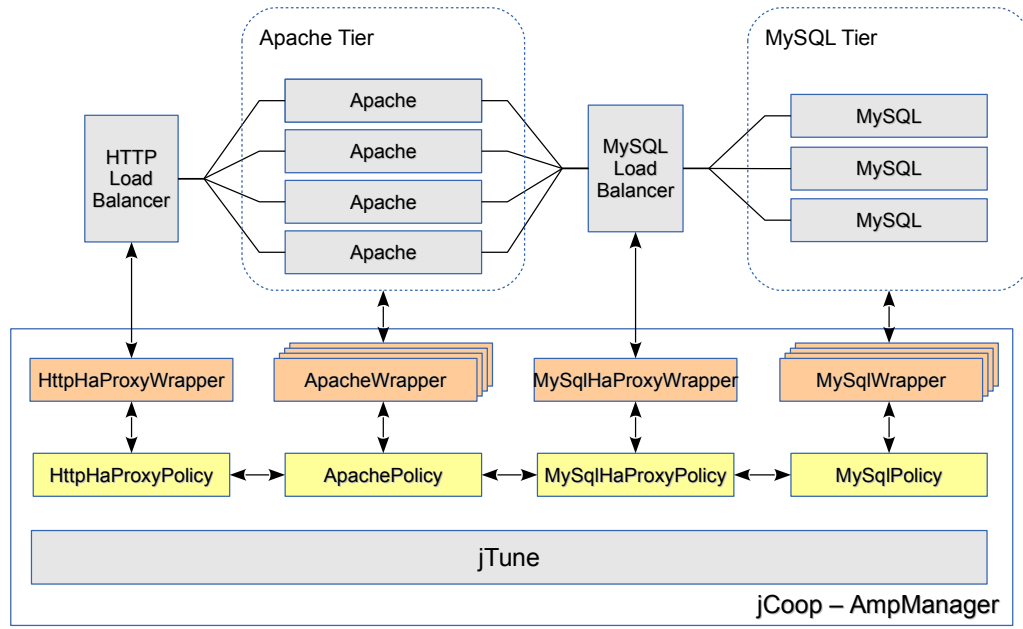 Apache Tier
MySQL Tier
HTTP
Load
Balancer
Apache
Apache
Apache
Apache
MySQL
Load
Balancer
MySQL
MySQL
MySQL
HttpHaProxyWrapper
ApacheWrapper
MySqlHaProxyWrapper
MySqlWrapper
HttpHaProxyPolicy
ApachePolicy
MySqlHaProxyPolicy
MySqlPolicy
jTune
jCoop – AmpManager